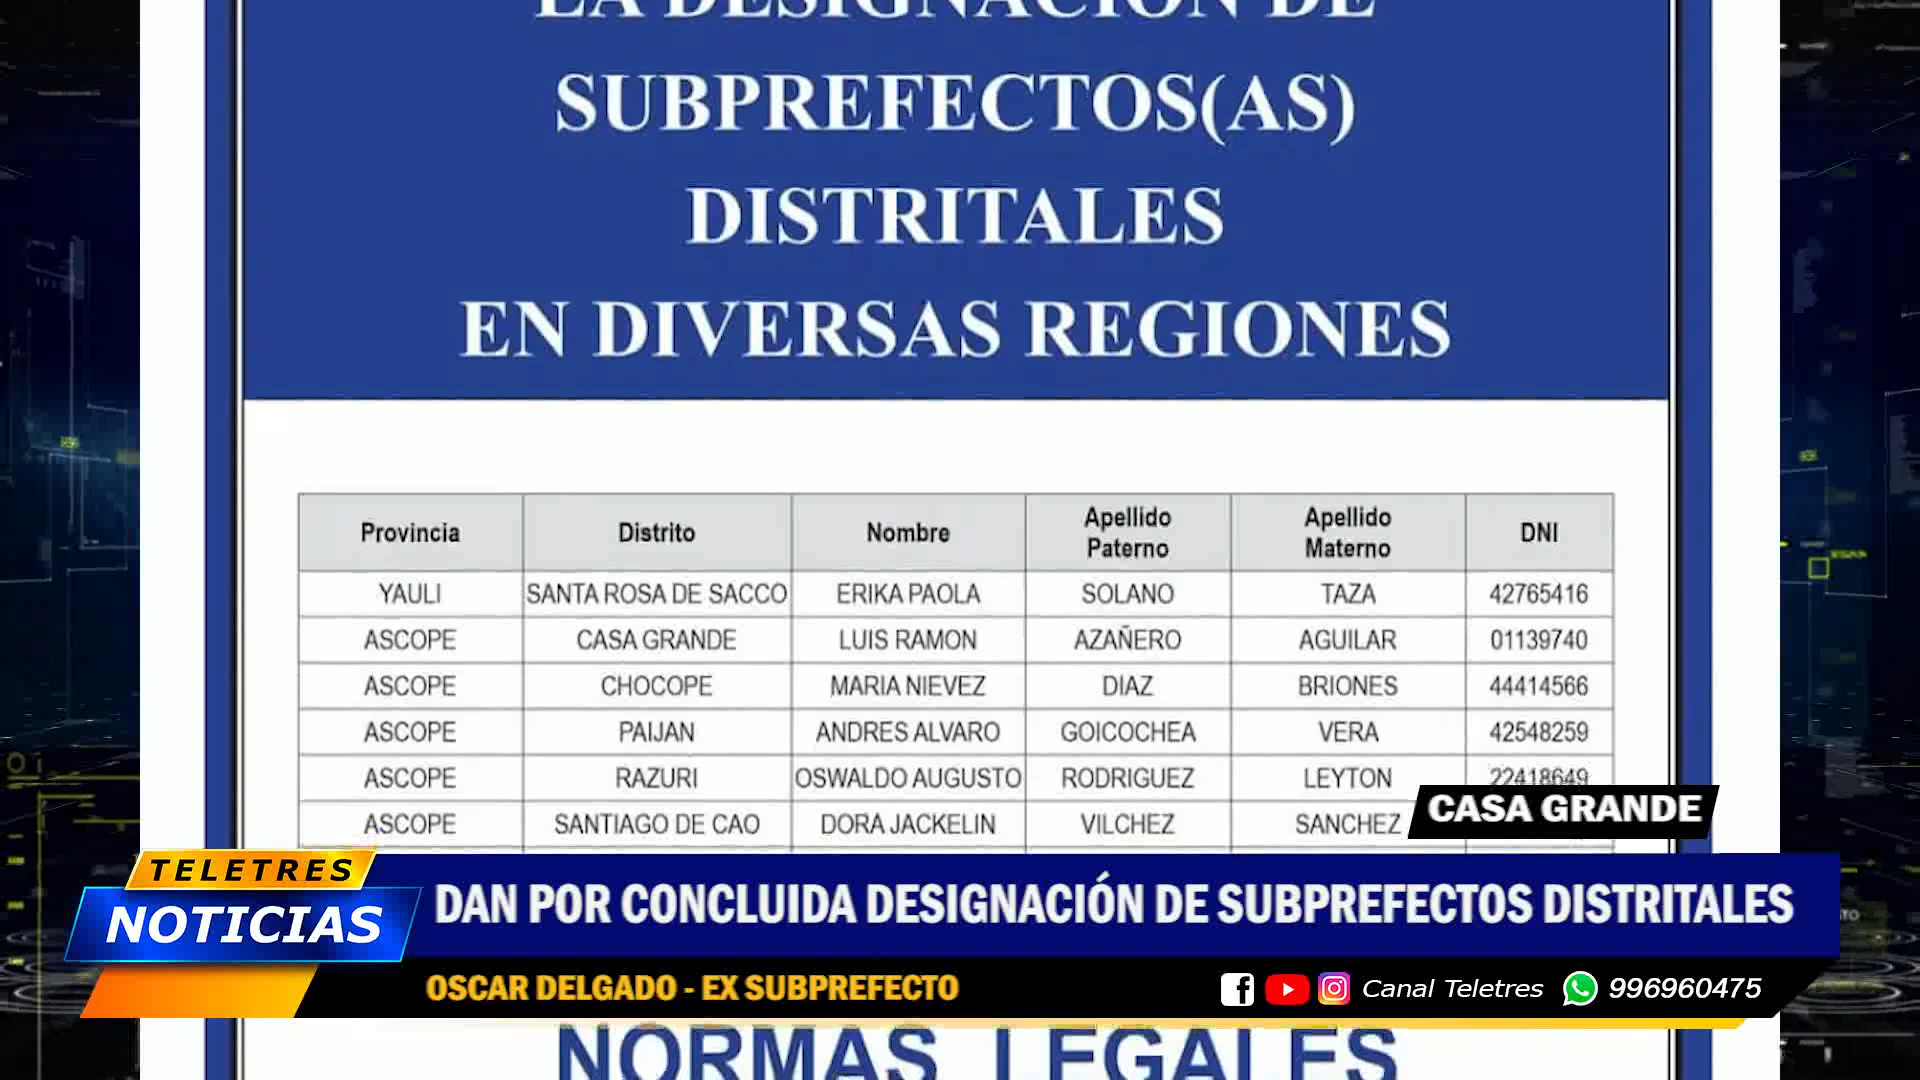 LA DESIGNACIÓN DE
SUBPREFECTOS(AS)
DISTRITALES
EN DIVERSAS REGIONES
Provincia Distrito Nombre Apellido Paterno Apellido Materno DNI
YAULI SANTA ROSA DE SACCO ERIKA PAOLA SOLANO TAZA 42765416
ASCOPE CASA GRANDE LUIS RAMON AZAÑERO AGUILAR 01139740
ASCOPE CHOCOPE MARIA NIEVEZ DIAZ BRIONES 44414566
ASCOPE PAIJAN ANDRES ALVARO GOICOCHEA VERA 42548259
ASCOPE RAZURI OSWALDO AUGUSTO RODRIGUEZ LEYTON 22418649
ASCOPE SANTIAGO DE CAO DORA JACKELIN VILCHEZ SANCHEZ
CASA GRANDE
TELETRES
NOTICIAS
DAN POR CONCLUIDA DESIGNACIÓN DE SUBPREFECTOS DISTRITALES
OSCAR DELGADO - EX SUBPREFECTO
Canal Teletres 996960475
NORMAS LEGALES